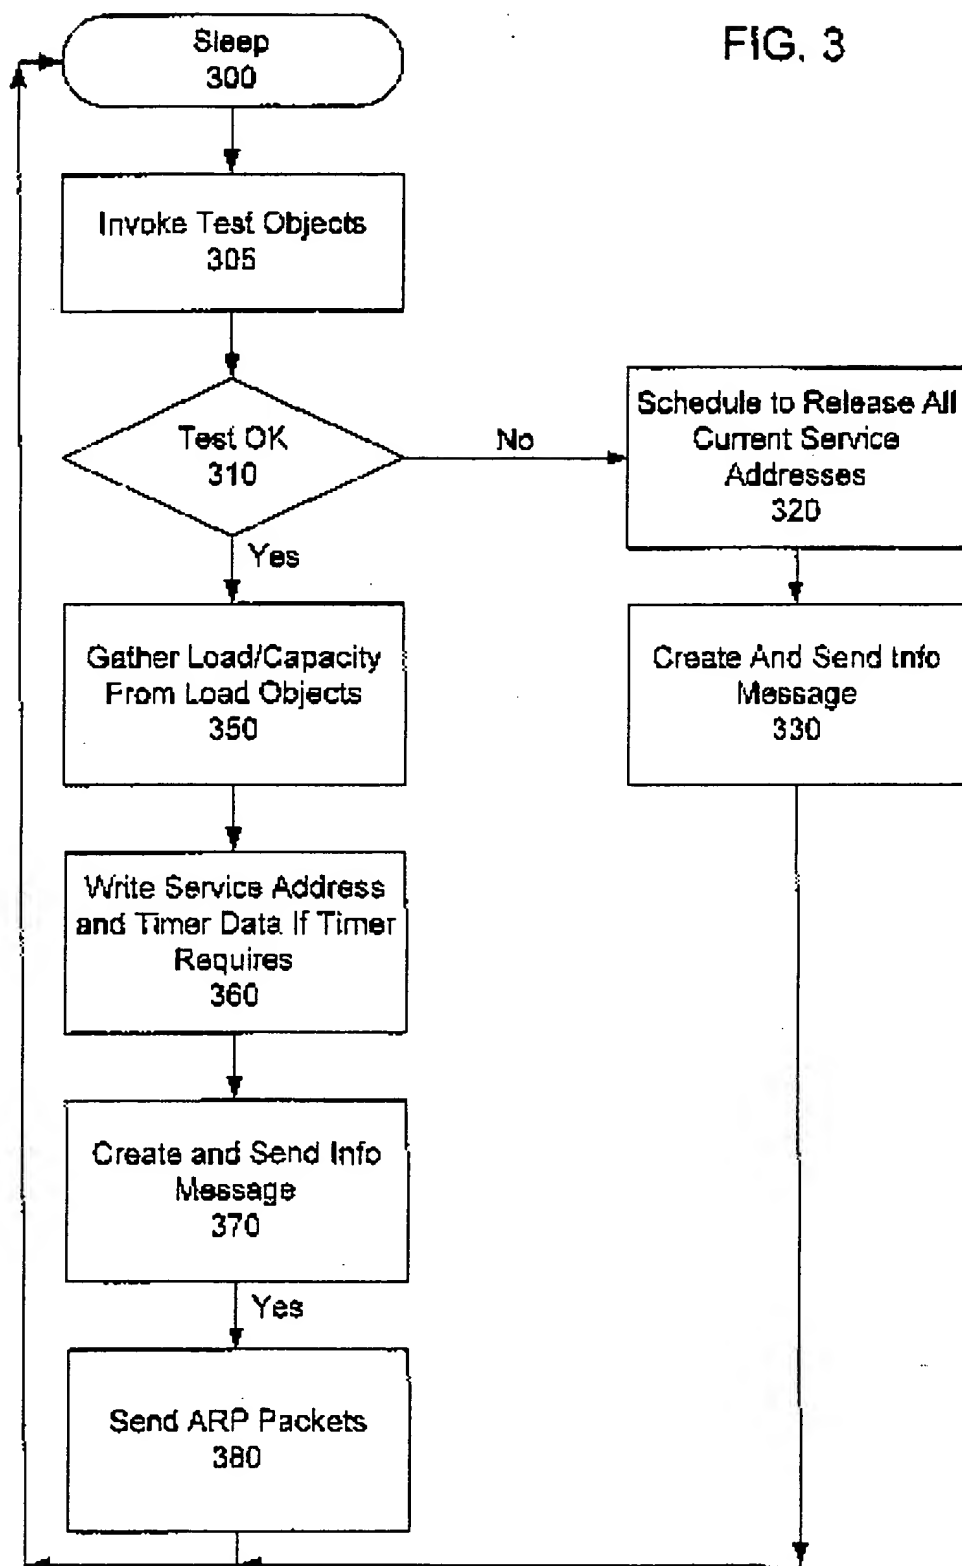 FIG. 3
Sleep
300
Invoke Test Objects
305
Test OK
310
No
Schedule to Release All
Current Service
Addresses
320
Yes
Gather Load/Capacity
From Load Objects
350
Create And Send Info
Message
330
Write Service Address
and Timer Data If Timer
Requires
360
Create and Send Info
Message
370
Yes
Send ARP Packets
380